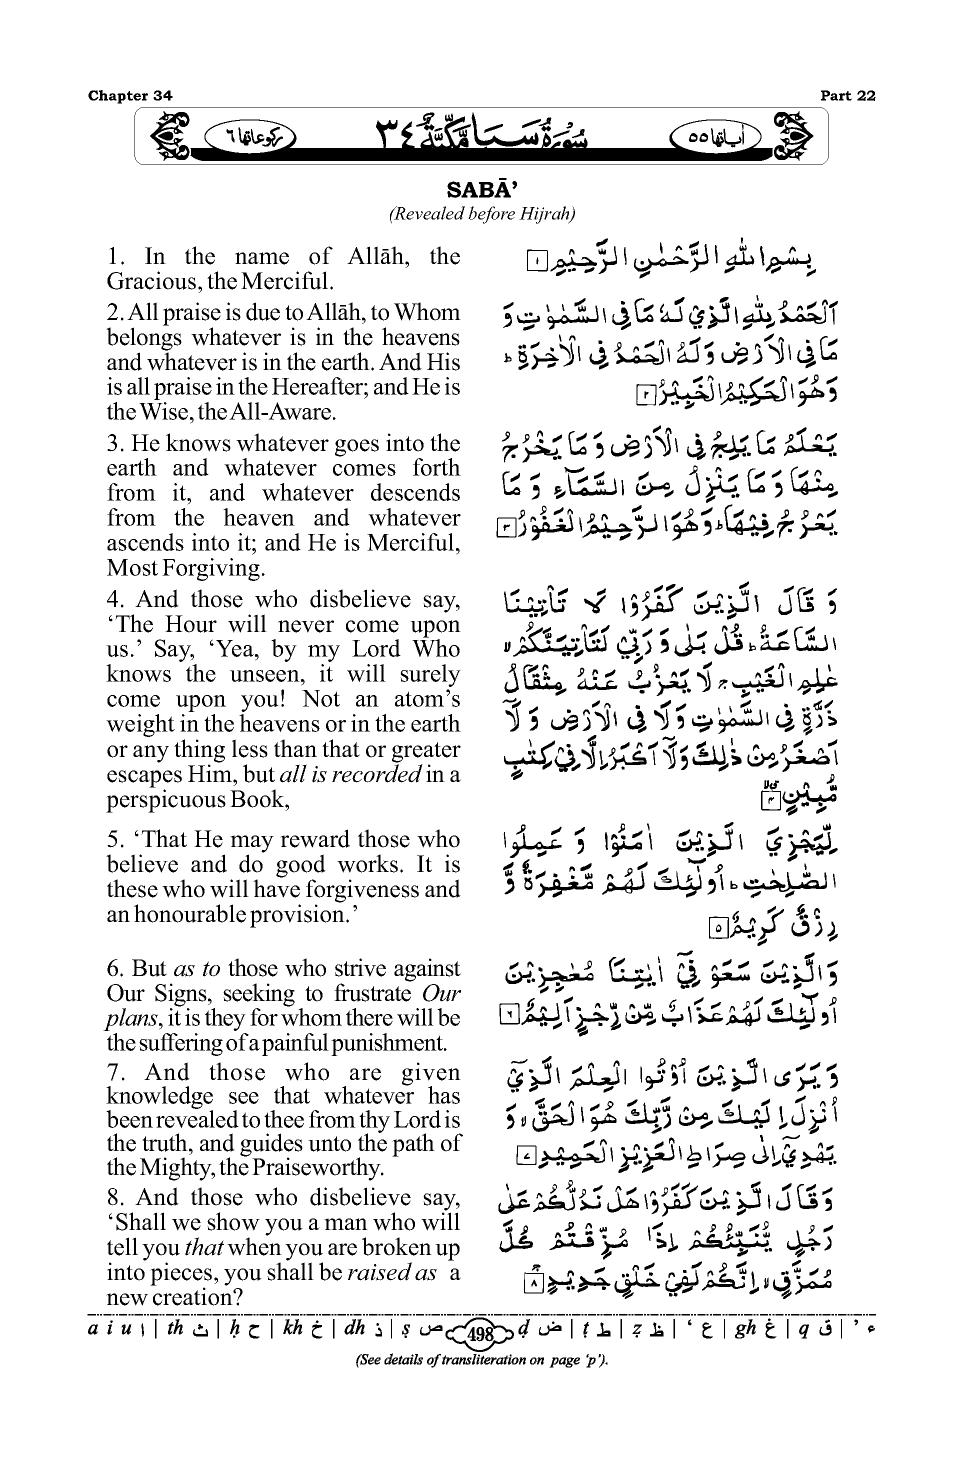 Chapter 34
Part 22
ركوعاتها ٦
سُوْرَةُ سَبَاٍ مَّكِّيَّةٌ ٣٤
اٰياتها ٥٥
SABĀ’
(Revealed before Hijrah)
1. In the name of Allāh, the
Gracious, the Merciful.
2. All praise is due to Allāh, to Whom
belongs whatever is in the heavens
and whatever is in the earth. And His
is all praise in the Hereafter; and He is
the Wise, the All-Aware.
3. He knows whatever goes into the
earth and whatever comes forth
from it, and whatever descends
from the heaven and whatever
ascends into it; and He is Merciful,
Most Forgiving.
4. And those who disbelieve say,
‘The Hour will never come upon
us.’ Say, ‘Yea, by my Lord Who
knows the unseen, it will surely
come upon you! Not an atom’s
weight in the heavens or in the earth
or any thing less than that or greater
escapes Him, but all is recorded in a
perspicuous Book,
5. ‘That He may reward those who
believe and do good works. It is
these who will have forgiveness and
an honourable provision.’
6. But as to those who strive against
Our Signs, seeking to frustrate Our
plans, it is they for whom there will be
the suffering of a painful punishment.
7. And those who are given
knowledge see that whatever has
been revealed to thee from thy Lord is
the truth, and guides unto the path of
the Mighty, the Praiseworthy.
8. And those who disbelieve say,
‘Shall we show you a man who will
tell you that when you are broken up
into pieces, you shall be raised as a
new creation?
بِسْمِ اللّٰهِ الرَّحْمٰنِ الرَّحِيْمِ ١
اَلْحَمْدُ لِلّٰهِ الَّذِيْ لَهٗ مَا فِى السَّمٰوٰتِ وَ
مَا فِى الْاَرْضِ وَ لَهُ الْحَمْدُ فِى الْاٰخِرَةِ ؕ
وَ هُوَ الْحَكِيْمُ الْخَبِيْرُ ٢
يَعْلَمُ مَا يَلِجُ فِى الْاَرْضِ وَ مَا يَخْرُجُ
مِنْهَا وَ مَا يَنْزِلُ مِنَ السَّمَآءِ وَ مَا
يَعْرُجُ فِيْهَا ؕ وَ هُوَ الرَّحِيْمُ الْغَفُوْرُ ٣
وَ قَالَ الَّذِيْنَ كَفَرُوْا لَا تَاْتِيْنَا
السَّاعَةُ ؕ قُلْ بَلٰى وَ رَبِّيْ لَتَاْتِيَنَّكُمْ ۙ
عٰلِمِ الْغَيْبِ ۚ لَا يَعْزُبُ عَنْهُ مِثْقَالُ
ذَرَّةٍ فِى السَّمٰوٰتِ وَ لَا فِى الْاَرْضِ وَ لَاۤ
اَصْغَرُ مِنْ ذٰلِكَ وَ لَاۤ اَكْبَرُ اِلَّا فِيْ كِتٰبٍ
مُّبِيْنٍ ٤
لِّيَجْزِيَ الَّذِيْنَ اٰمَنُوْا وَ عَمِلُوا
الصّٰلِحٰتِ ؕ اُولٰٓئِكَ لَهُمْ مَّغْفِرَةٌ وَّ
رِزْقٌ كَرِيْمٌ ٥
وَ الَّذِيْنَ سَعَوْ فِيْۤ اٰيٰتِنَا مُعٰجِزِيْنَ
اُولٰٓئِكَ لَهُمْ عَذَابٌ مِّنْ رِّجْزٍ اَلِيْمٌ ٦
وَ يَرَى الَّذِيْنَ اُوْتُوا الْعِلْمَ الَّذِيْۤ
اُنْزِلَ اِلَيْكَ مِنْ رَّبِّكَ هُوَ الْحَقَّ ۙ وَ
يَهْدِيْۤ اِلٰى صِرَاطِ الْعَزِيْزِ الْحَمِيْدِ ٧
وَ قَالَ الَّذِيْنَ كَفَرُوْا هَلْ نَدُلُّكُمْ عَلٰى
رَجُلٍ يُّنَبِّئُكُمْ اِذَا مُزِّقْتُمْ كُلَّ
مُمَزَّقٍ ۙ اِنَّكُمْ لَفِيْ خَلْقٍ جَدِيْدٍ ٨
a i u ا | th ث | ḥ ح | kh خ | dh ذ | ṣ ص 498 ḍ ض | ṭ ط | ẓ ظ | ‘ ع | gh غ | q ق | ’ ء
(See details of transliteration on page ‘p’).